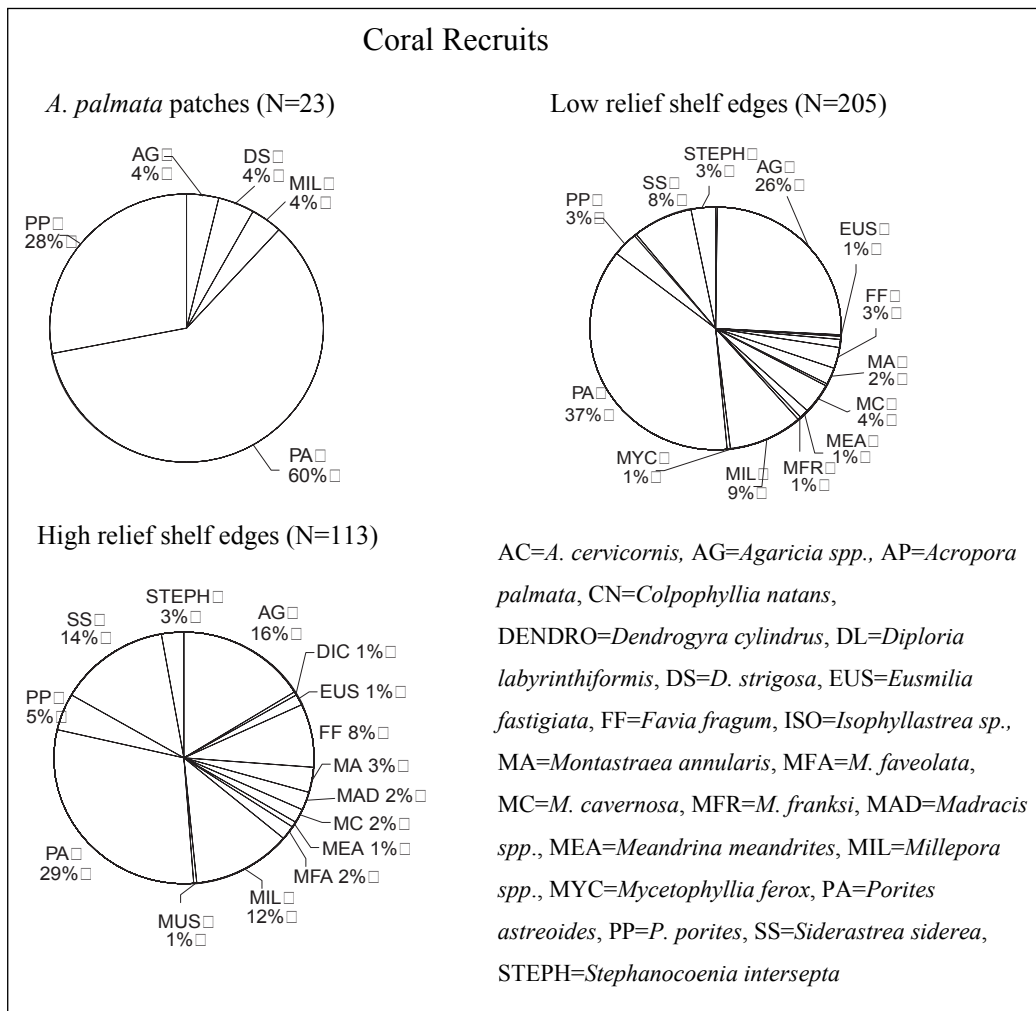 Coral Recruits
A. palmata patches (N=23)
AG
4%
DS
4%
MIL
4%
PP
28%
PA
60%
Low relief shelf edges (N=205)
STEPH
3%
AG
26%
SS
8%
PP
3%
EUS
1%
FF
3%
MA
2%
MC
4%
MEA
1%
MFR
1%
MIL
9%
MYC
1%
PA
37%
High relief shelf edges (N=113)
STEPH
3%
AG
16%
SS
14%
DIC 1%
EUS 1%
PP
5%
FF 8%
MA 3%
MAD 2%
MC 2%
MEA 1%
MFA 2%
PA
29%
MIL
12%
MUS
1%
AC=A. cervicornis, AG=Agaricia spp., AP=Acropora
palmata, CN=Colpophyllia natans,
DENDRO=Dendrogyra cylindrus, DL=Diploria
labyrinthiformis, DS=D. strigosa, EUS=Eusmilia
fastigiata, FF=Favia fragum, ISO=Isophyllastrea sp.,
MA=Montastraea annularis, MFA=M. faveolata,
MC=M. cavernosa, MFR=M. franksi, MAD=Madracis
spp., MEA=Meandrina meandrites, MIL=Millepora
spp., MYC=Mycetophyllia ferox, PA=Porites
astreoides, PP=P. porites, SS=Siderastrea siderea,
STEPH=Stephanocoenia intersepta